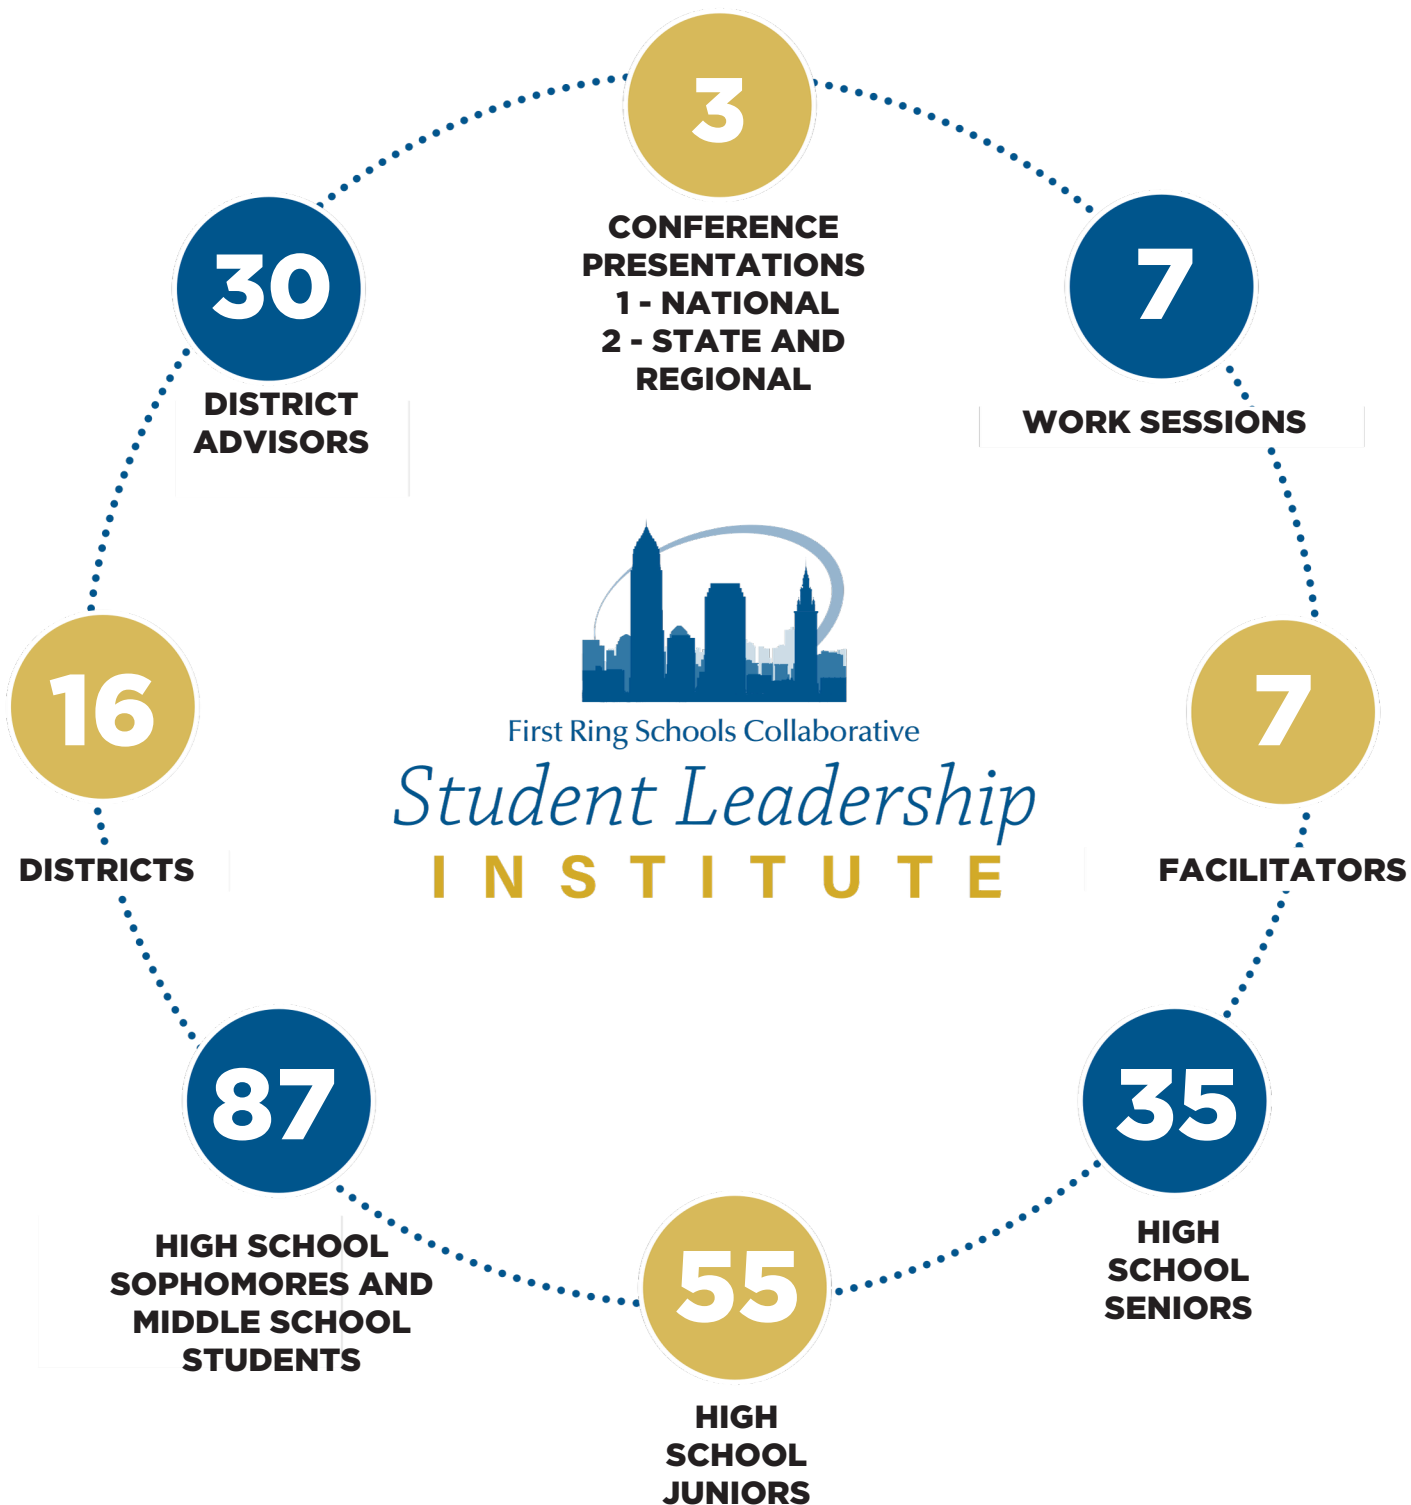 3
CONFERENCE
PRESENTATIONS
1 - NATIONAL
2 - STATE AND
REGIONAL
7
WORK SESSIONS
7
FACILITATORS
35
HIGH
SCHOOL
SENIORS
55
HIGH
SCHOOL
JUNIORS
87
HIGH SCHOOL
SOPHOMORES AND
MIDDLE SCHOOL
STUDENTS
16
DISTRICTS
30
DISTRICT
ADVISORS
First Ring Schools Collaborative
Student Leadership
INSTITUTE